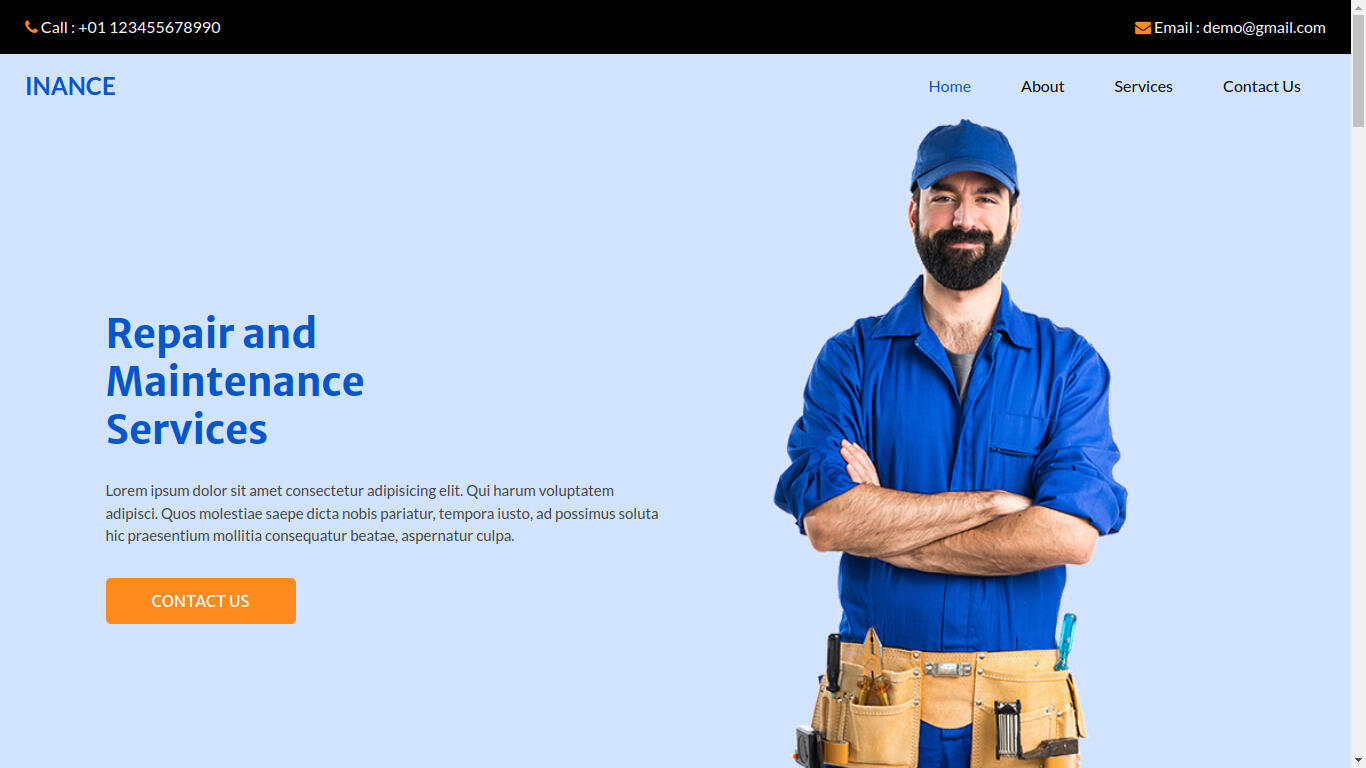 Call : +01 123455678990
Email : demo@gmail.com
INANCE
Home
About
Services
Contact Us
Repair and
Maintenance
Services
Lorem ipsum dolor sit amet consectetur adipisicing elit. Qui harum voluptatem
adipisci. Quos molestiae saepe dicta nobis pariatur, tempora iusto, ad possimus soluta
hic praesentium mollitia consequatur beatae, aspernatur culpa.
CONTACT US